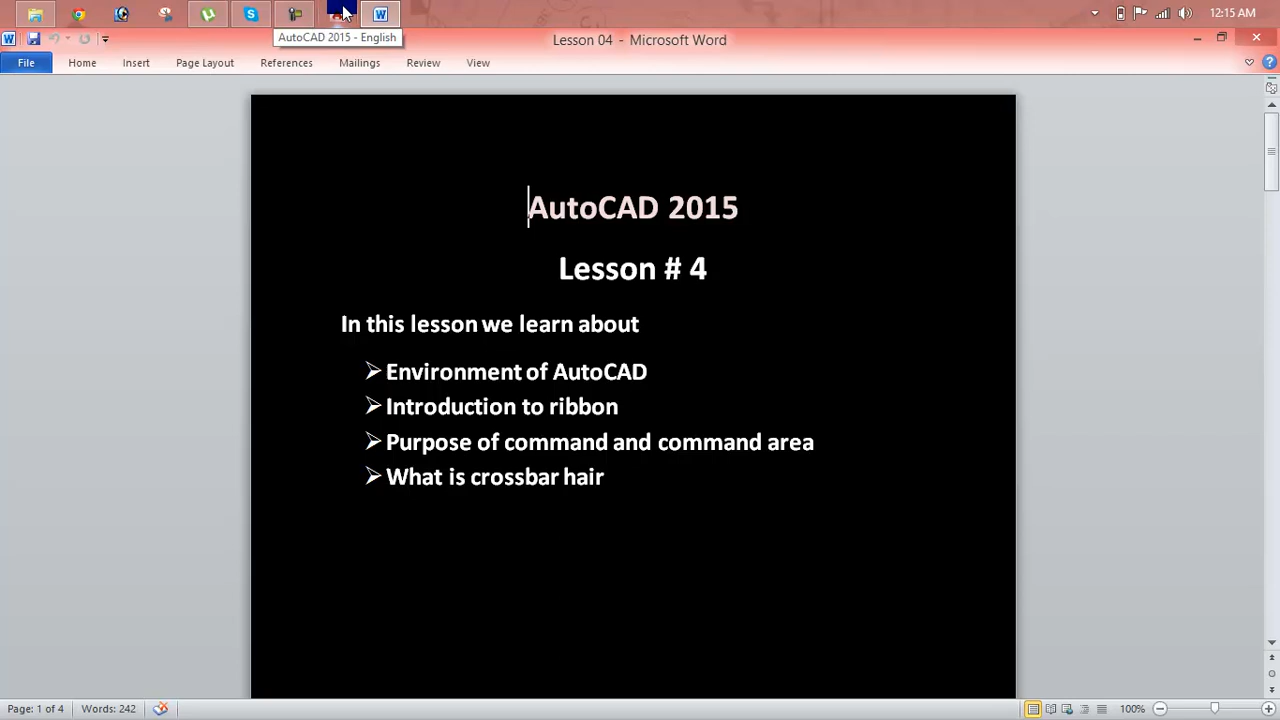 12:15 AM
AutoCAD 2015 - English
Lesson 04 - Microsoft Word
File Home Insert Page Layout References Mailings Review View
AutoCAD 2015
Lesson # 4
In this lesson we learn about
Environment of AutoCAD
Introduction to ribbon
Purpose of command and command area
What is crossbar hair
Page: 1 of 4 Words: 242 100%